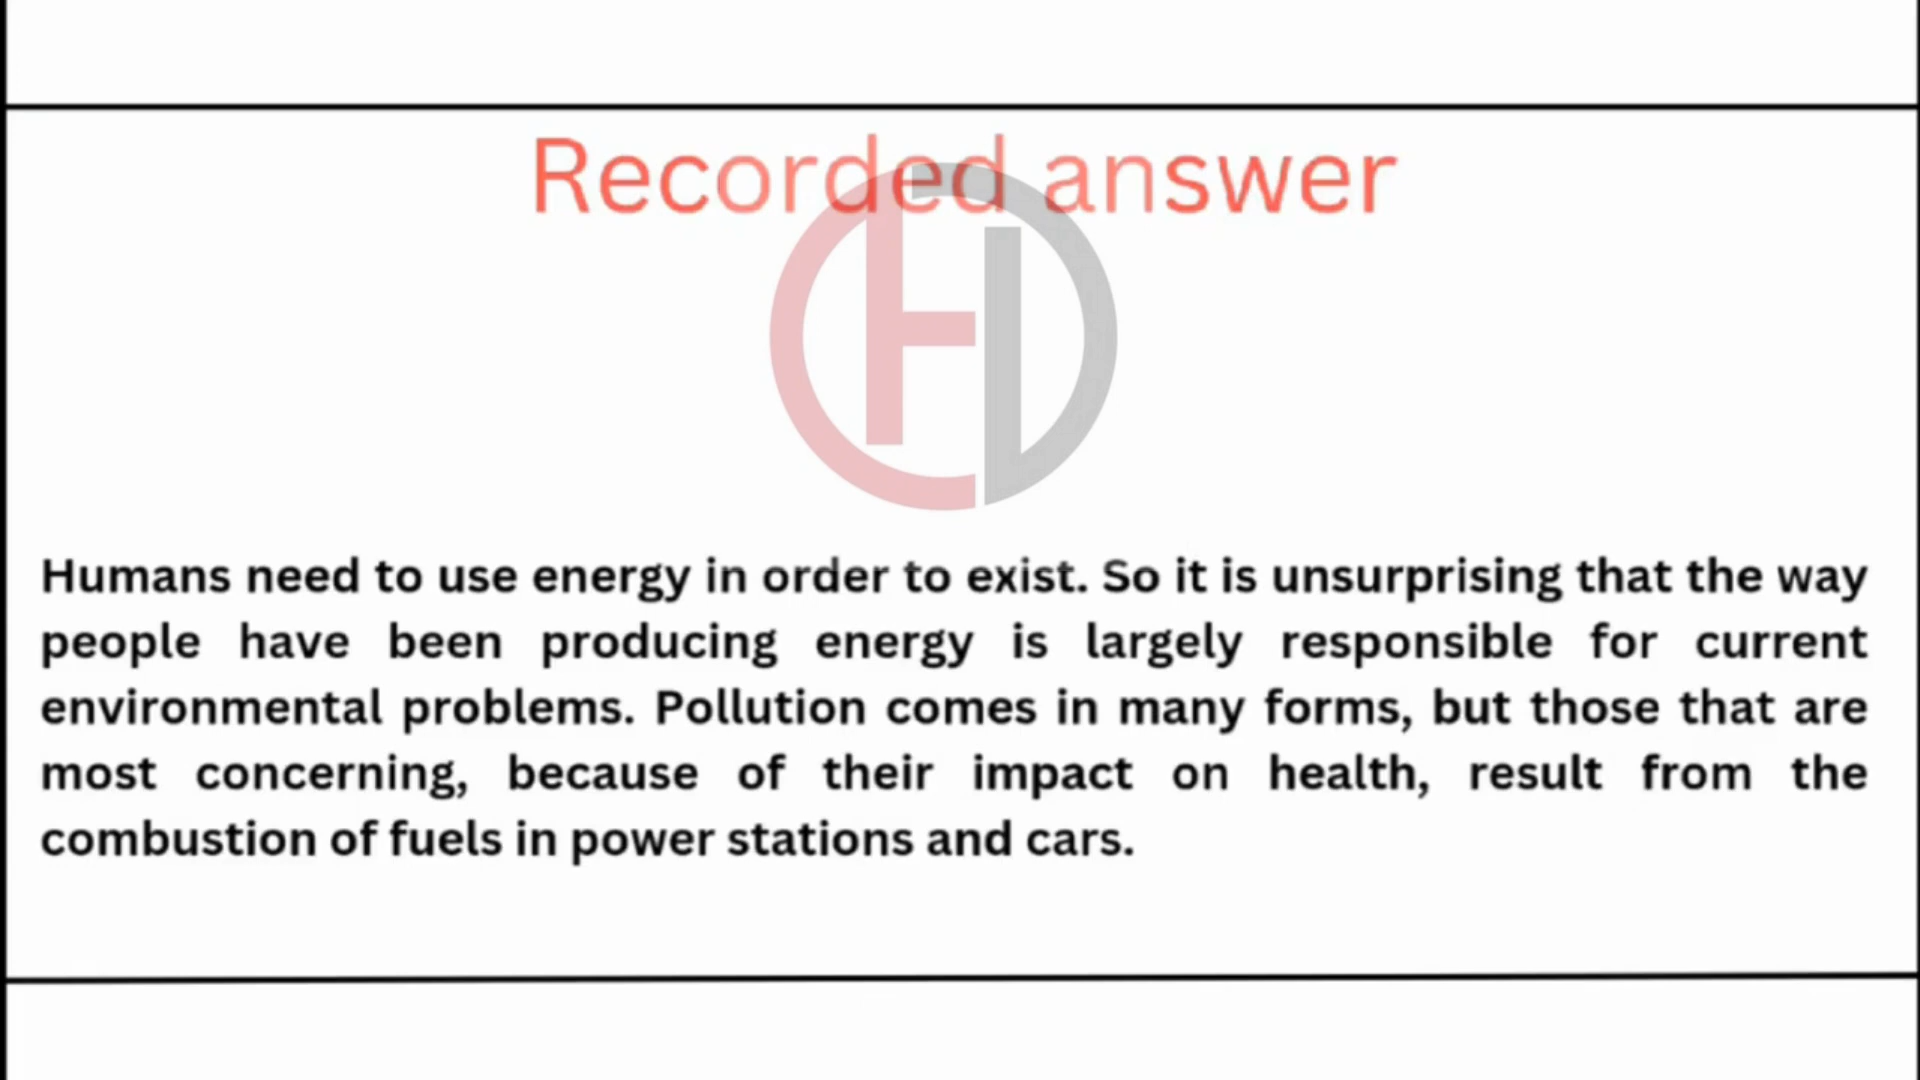 Recorded answer
Humans need to use energy in order to exist. So it is unsurprising that the way
people have been producing energy is largely responsible for current
environmental problems. Pollution comes in many forms, but those that are
most concerning, because of their impact on health, result from the
combustion of fuels in power stations and cars.